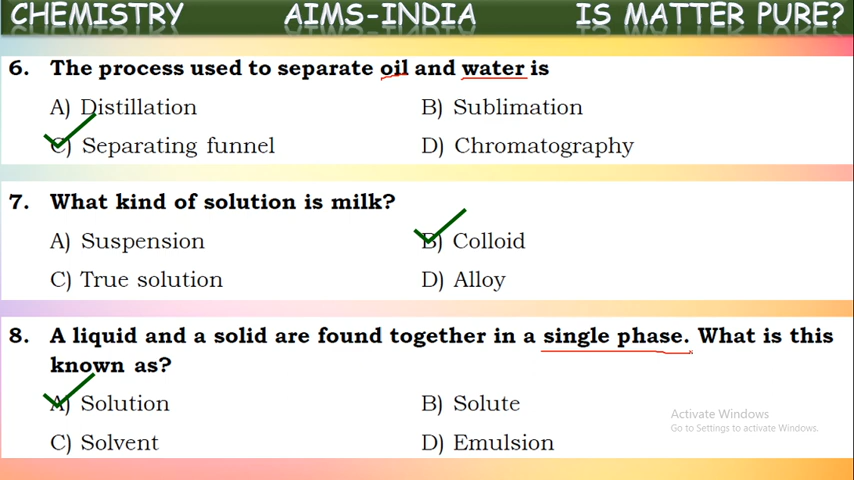 CHEMISTRY AIMS-INDIA IS MATTER PURE?
6. The process used to separate oil and water is
A) Distillation B) Sublimation
C) Separating funnel D) Chromatography
7. What kind of solution is milk?
A) Suspension B) Colloid
C) True solution D) Alloy
8. A liquid and a solid are found together in a single phase. What is this
known as?
A) Solution B) Solute
Activate Windows
Go to Settings to activate Windows.
C) Solvent D) Emulsion